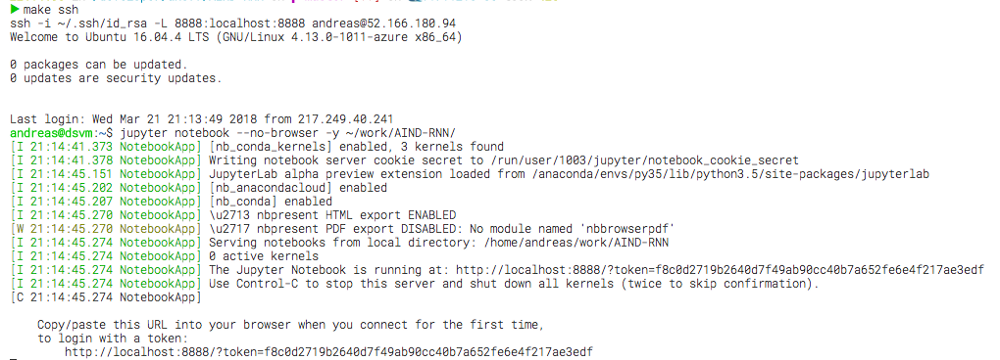 make ssh
ssh -i ~/.ssh/id_rsa -L 8888:localhost:8888 andreas@52.166.180.94
Welcome to Ubuntu 16.04.4 LTS (GNU/Linux 4.13.0-1011-azure x86_64)
0 packages can be updated.
0 updates are security updates.
Last login: Wed Mar 21 21:13:49 2018 from 217.249.40.241
andreas@dsvm:~$ jupyter notebook --no-browser -y ~/work/AIND-RNN/
[I 21:14:41.373 NotebookApp] [nb_conda_kernels] enabled, 3 kernels found
[I 21:14:41.378 NotebookApp] Writing notebook server cookie secret to /run/user/1003/jupyter/notebook_cookie_secret
[I 21:14:45.151 NotebookApp] JupyterLab alpha preview extension loaded from /anaconda/envs/py35/lib/python3.5/site-packages/jupyterlab
[I 21:14:45.202 NotebookApp] [nb_anacondacloud] enabled
[I 21:14:45.207 NotebookApp] [nb_conda] enabled
[I 21:14:45.270 NotebookApp] \u2713 nbpresent HTML export ENABLED
[W 21:14:45.270 NotebookApp] \u2717 nbpresent PDF export DISABLED: No module named 'nbbrowserpdf'
[I 21:14:45.274 NotebookApp] Serving notebooks from local directory: /home/andreas/work/AIND-RNN
[I 21:14:45.274 NotebookApp] 0 active kernels
[I 21:14:45.274 NotebookApp] The Jupyter Notebook is running at: http://localhost:8888/?token=f8c0d2719b2640d7f49ab90cc40b7a652fe6e4f217ae3edf
[I 21:14:45.274 NotebookApp] Use Control-C to stop this server and shut down all kernels (twice to skip confirmation).
[C 21:14:45.274 NotebookApp]
Copy/paste this URL into your browser when you connect for the first time,
to login with a token:
http://localhost:8888/?token=f8c0d2719b2640d7f49ab90cc40b7a652fe6e4f217ae3edf